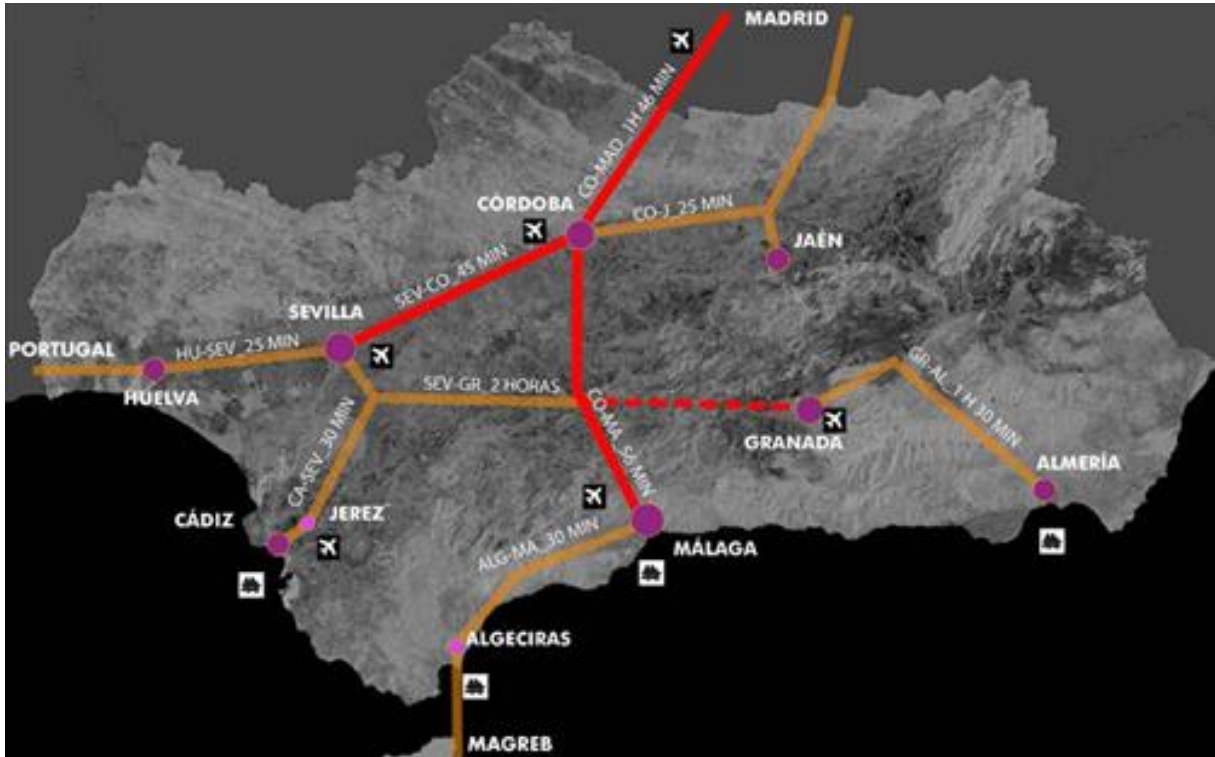 MADRID
CO-MAD_1H 46 MIN
CÓRDOBA
CO-J_25 MIN
JAÉN
SEV-CO_45 MIN
SEVILLA
PORTUGAL
HU-SEV_25 MIN
HUELVA
SEV-GR_2 HORAS
GR-AL_1 H 30 MIN
CO-MA_56 MIN
GRANADA
ALMERÍA
CA-SEV_30 MIN
CÁDIZ
JEREZ
ALG-MA_30 MIN
MÁLAGA
ALGECIRAS
MAGREB